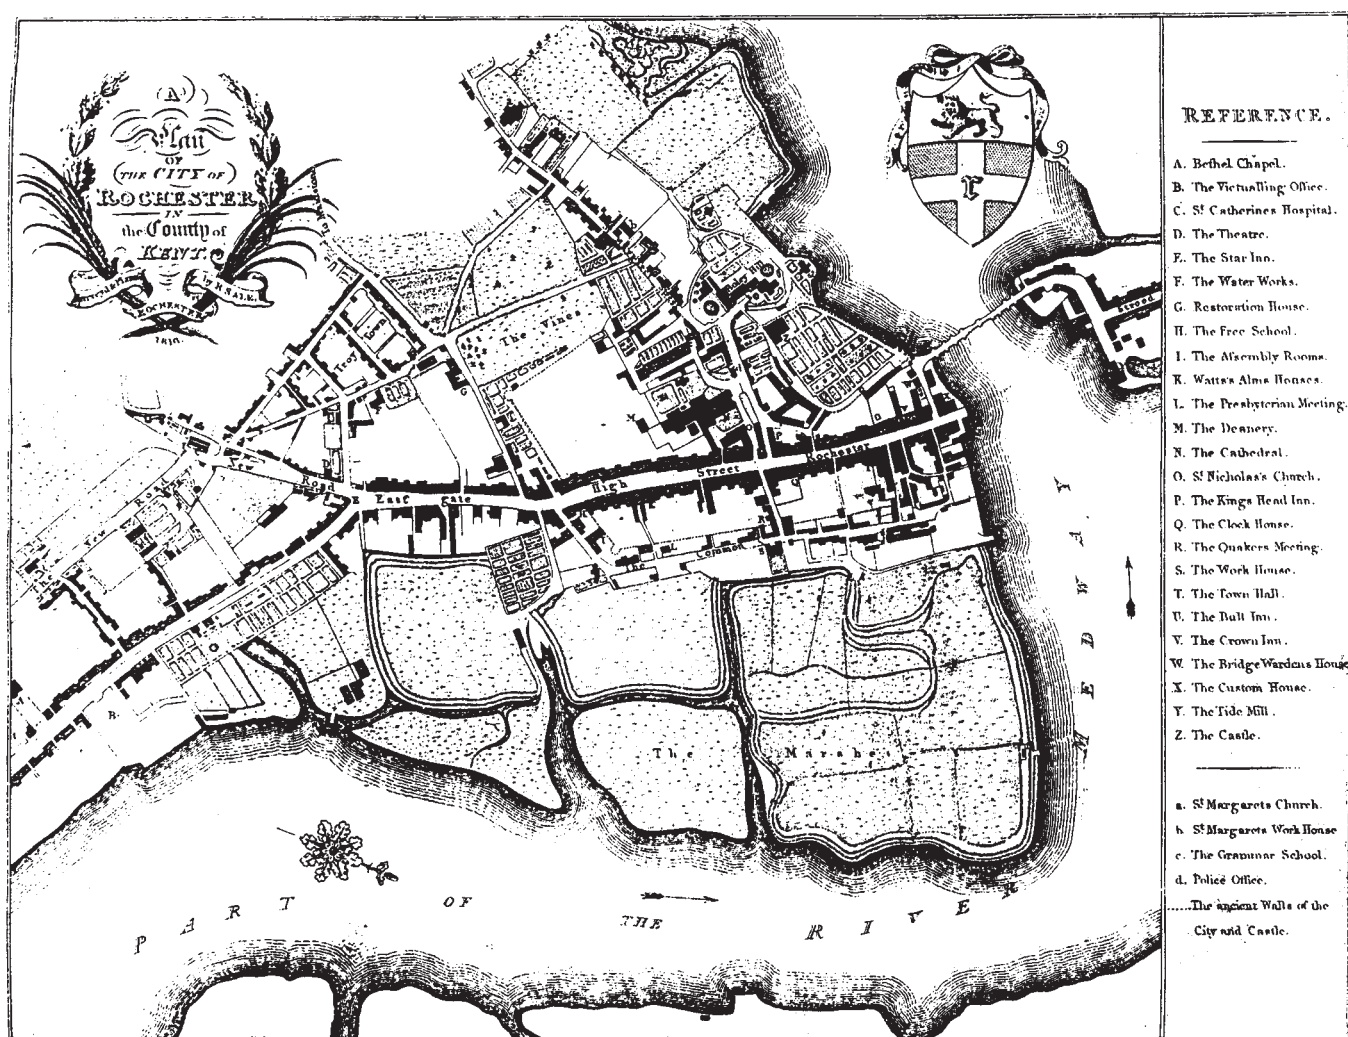 A
Plan
OF
THE CITY OF
ROCHESTER
IN
the County of
KENT.
ROCHESTER
1816.
REFERENCE.
A. Bethel Chapel.
B. The Victualling Office.
C. St. Catherines Hospital.
D. The Theatre.
E. The Star Inn.
F. The Water Works.
G. Restoration House.
H. The Free School.
I. The Assembly Rooms.
K. Watts's Alms Houses.
L. The Presbyterian Meeting.
M. The Deanery.
N. The Cathedral.
O. St. Nicholas's Church.
P. The Kings Head Inn.
Q. The Clock House.
R. The Quakers Meeting.
S. The Work House.
T. The Town Hall.
U. The Bull Inn.
V. The Crown Inn.
W. The Bridge Wardens House
X. The Custom House.
Y. The Tide Mill.
Z. The Castle.
a. St. Margarets Church.
b. St. Margarets Work House
c. The Grammar School.
d. Police Office.
......The ancient Walls of the
City and Castle.
r
Strood
The Vines
Troy Town
High Street Rochester
Road
East gate
New Road
The Common
The Marshes
M
G
B
PART OF THE RIVER
MEDWAY